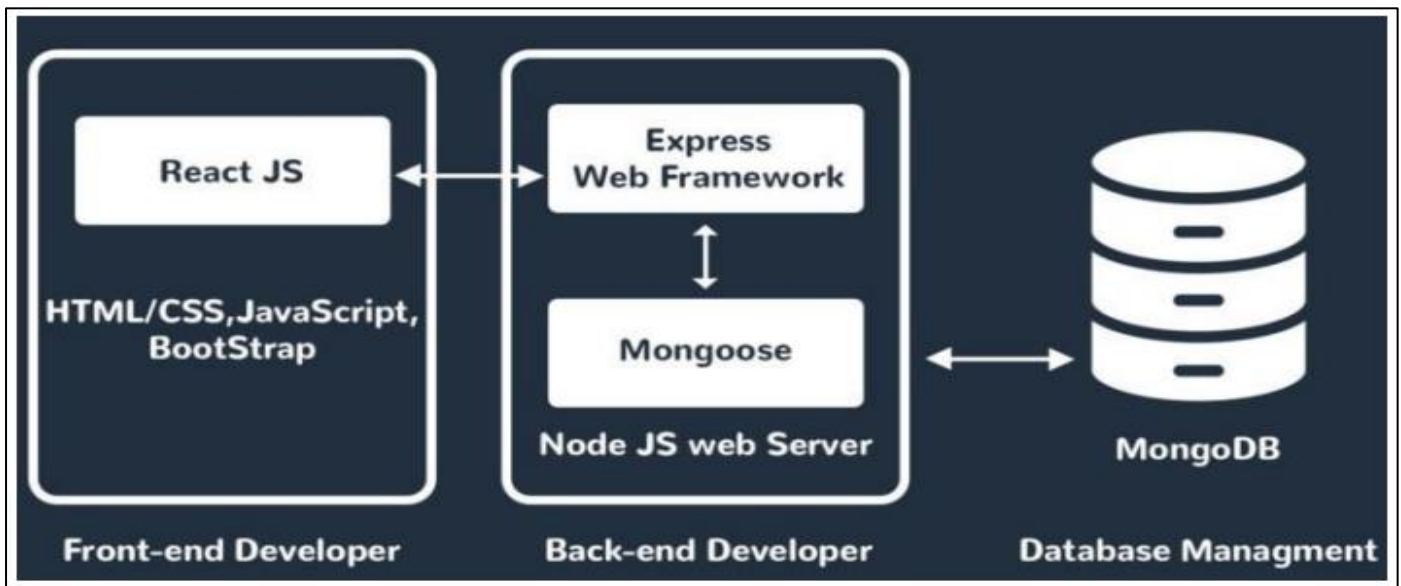 React JS
HTML/CSS,JavaScript,
BootStrap
Front-end Developer
Express
Web Framework
Mongoose
Node JS web Server
Back-end Developer
MongoDB
Database Managment